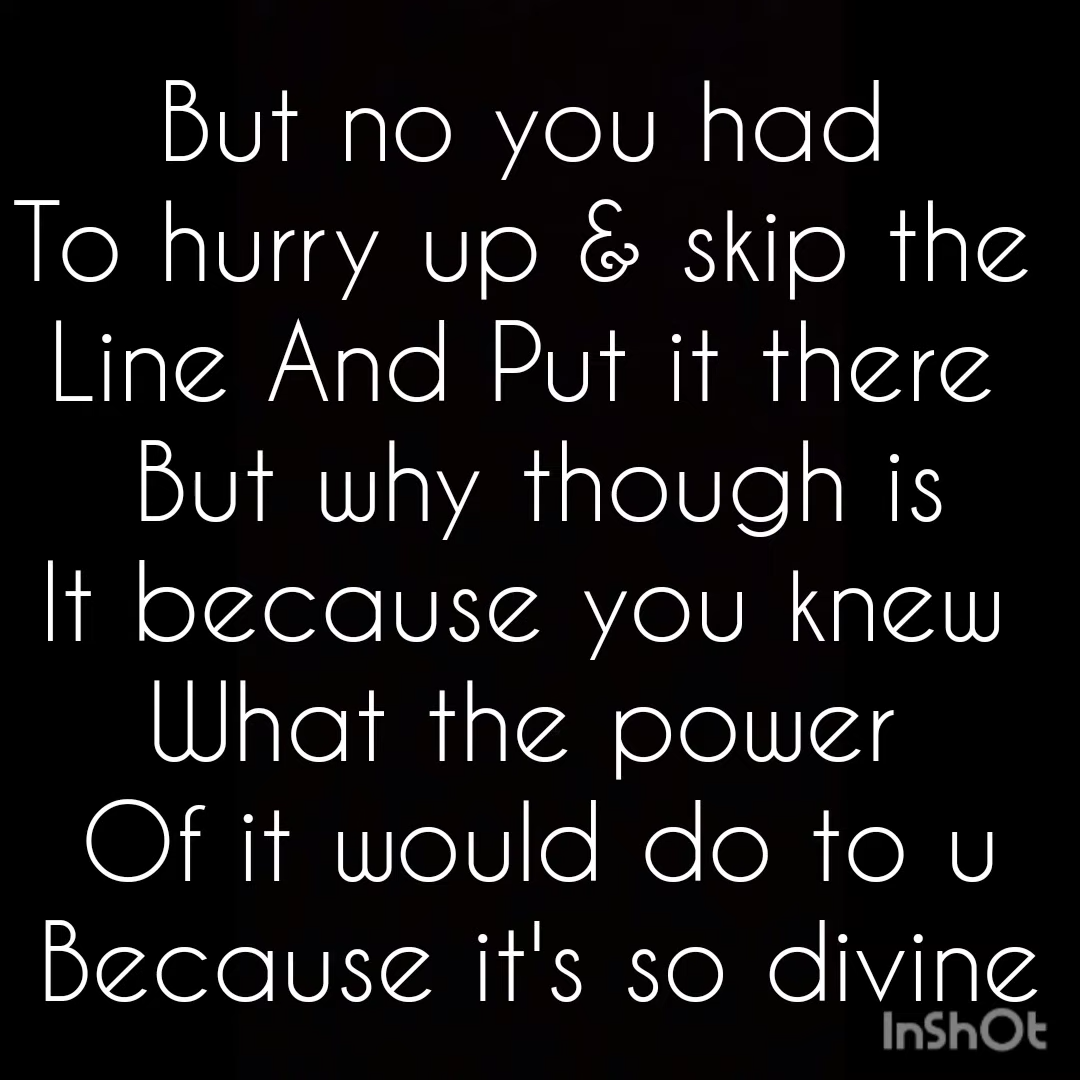 But no you had
To hurry up & skip the
Line And Put it there
But why though is
It because you knew
What the power
Of it would do to u
Because it's so divine
InShOt